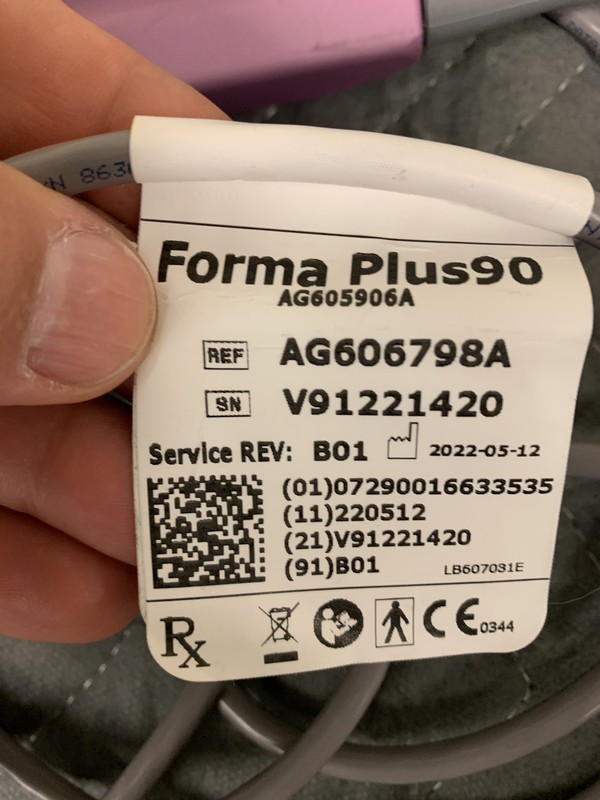 863
Forma Plus90
AG605906A
REF AG606798A
SN V91221420
Service REV: B01 2022-05-12
(01)07290016633535
(11)220512
(21)V91221420
(91)B01 LB607031E
Rx CE 0344